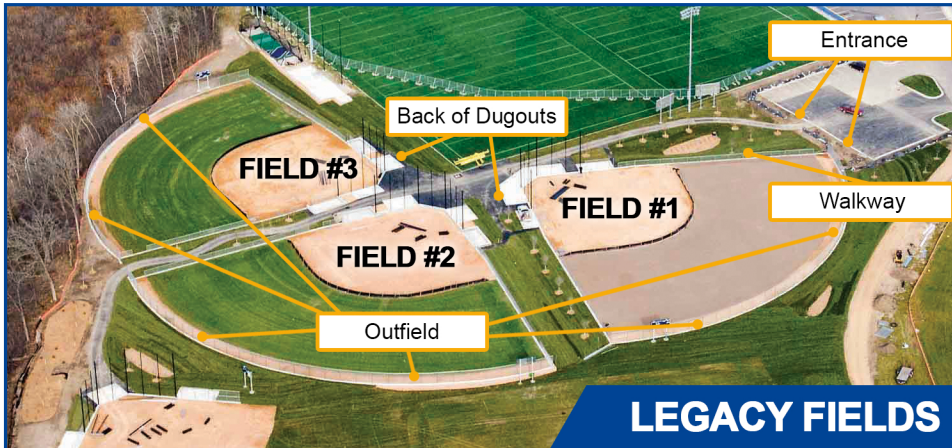 Entrance
Back of Dugouts
FIELD #3
FIELD #1
Walkway
FIELD #2
Outfield
LEGACY FIELDS